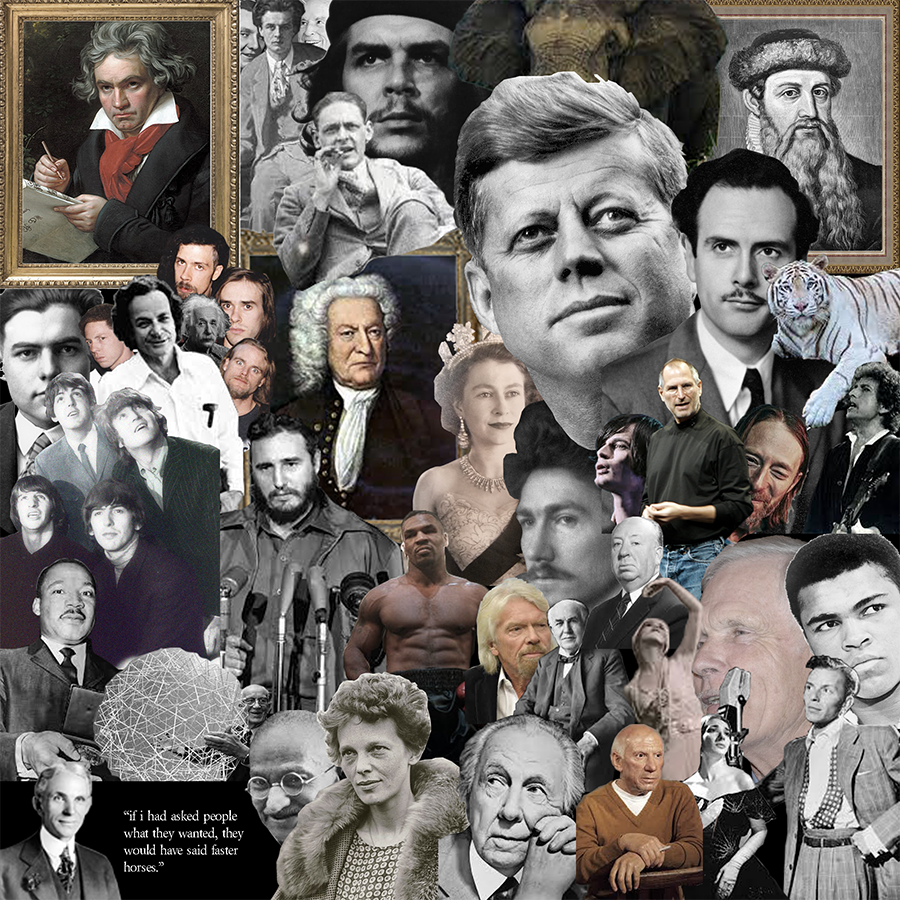 “if i had asked people
what they wanted, they
would have said faster
horses.”